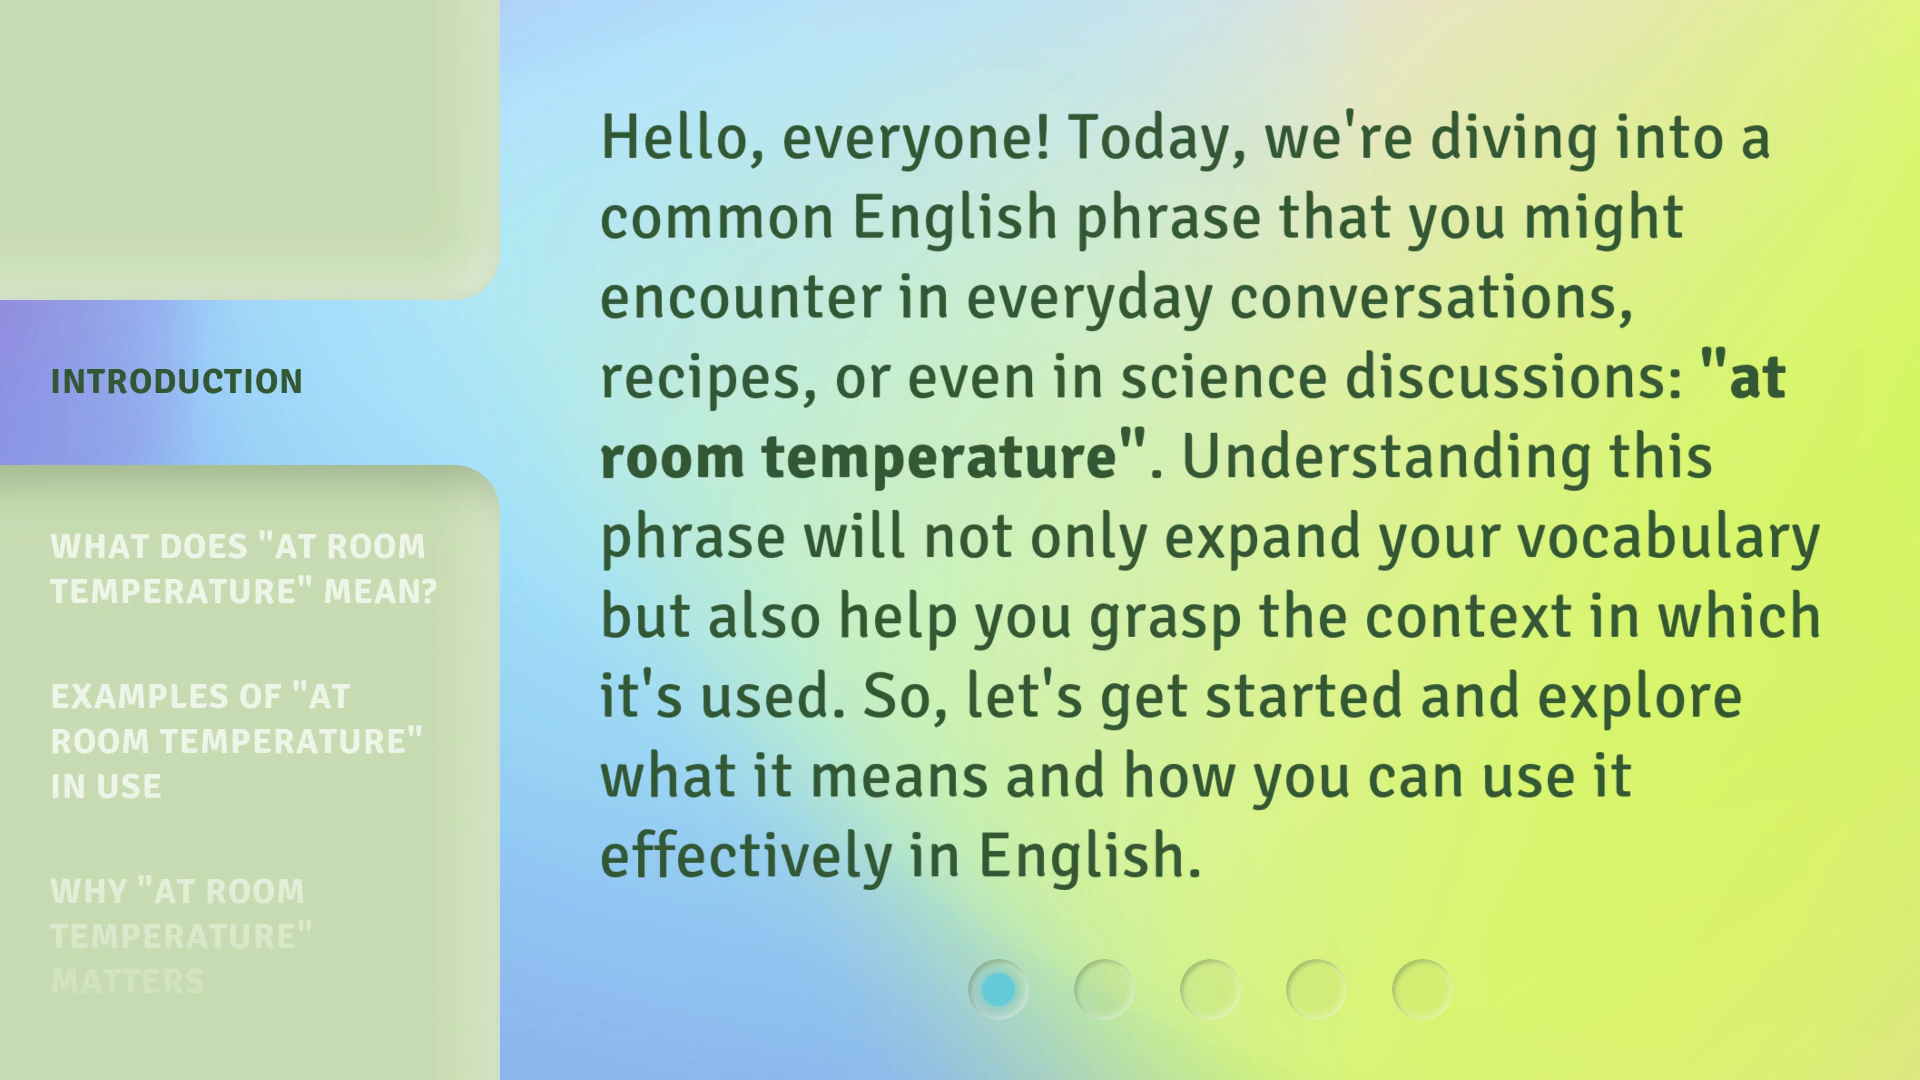 INTRODUCTION
WHAT DOES "AT ROOM
TEMPERATURE" MEAN?
EXAMPLES OF "AT
ROOM TEMPERATURE"
IN USE
WHY "AT ROOM
TEMPERATURE"
MATTERS
Hello, everyone! Today, we're diving into a
common English phrase that you might
encounter in everyday conversations,
recipes, or even in science discussions: "at
room temperature". Understanding this
phrase will not only expand your vocabulary
but also help you grasp the context in which
it's used. So, let's get started and explore
what it means and how you can use it
effectively in English.